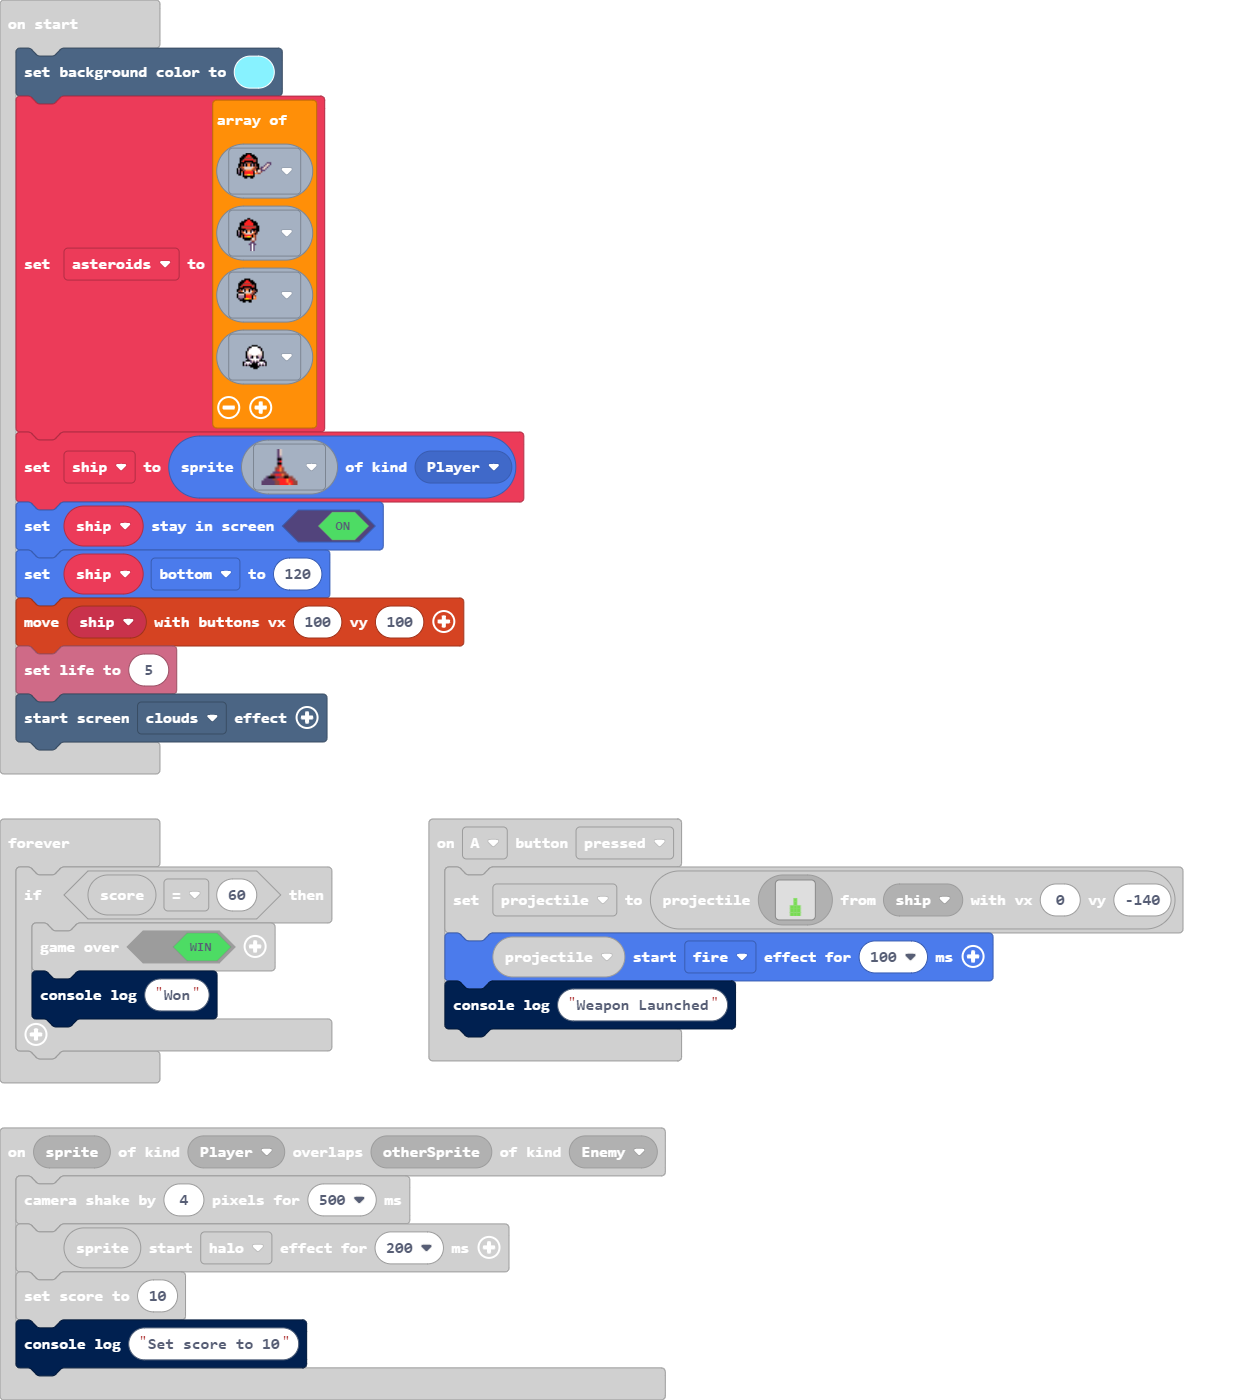 on start
set background color to
array of
set asteroids to
set ship to sprite of kind Player
set ship stay in screen ON
set ship bottom to 120
move ship with buttons vx 100 vy 100
set life to 5
start screen clouds effect
forever
if score = 60 then
game over WIN
console log "Won"
on A button pressed
set projectile to projectile from ship with vx 0 vy -140
projectile start fire effect for 100 ms
console log "Weapon Launched"
on sprite of kind Player overlaps otherSprite of kind Enemy
camera shake by 4 pixels for 500 ms
sprite start halo effect for 200 ms
set score to 10
console log "Set score to 10"